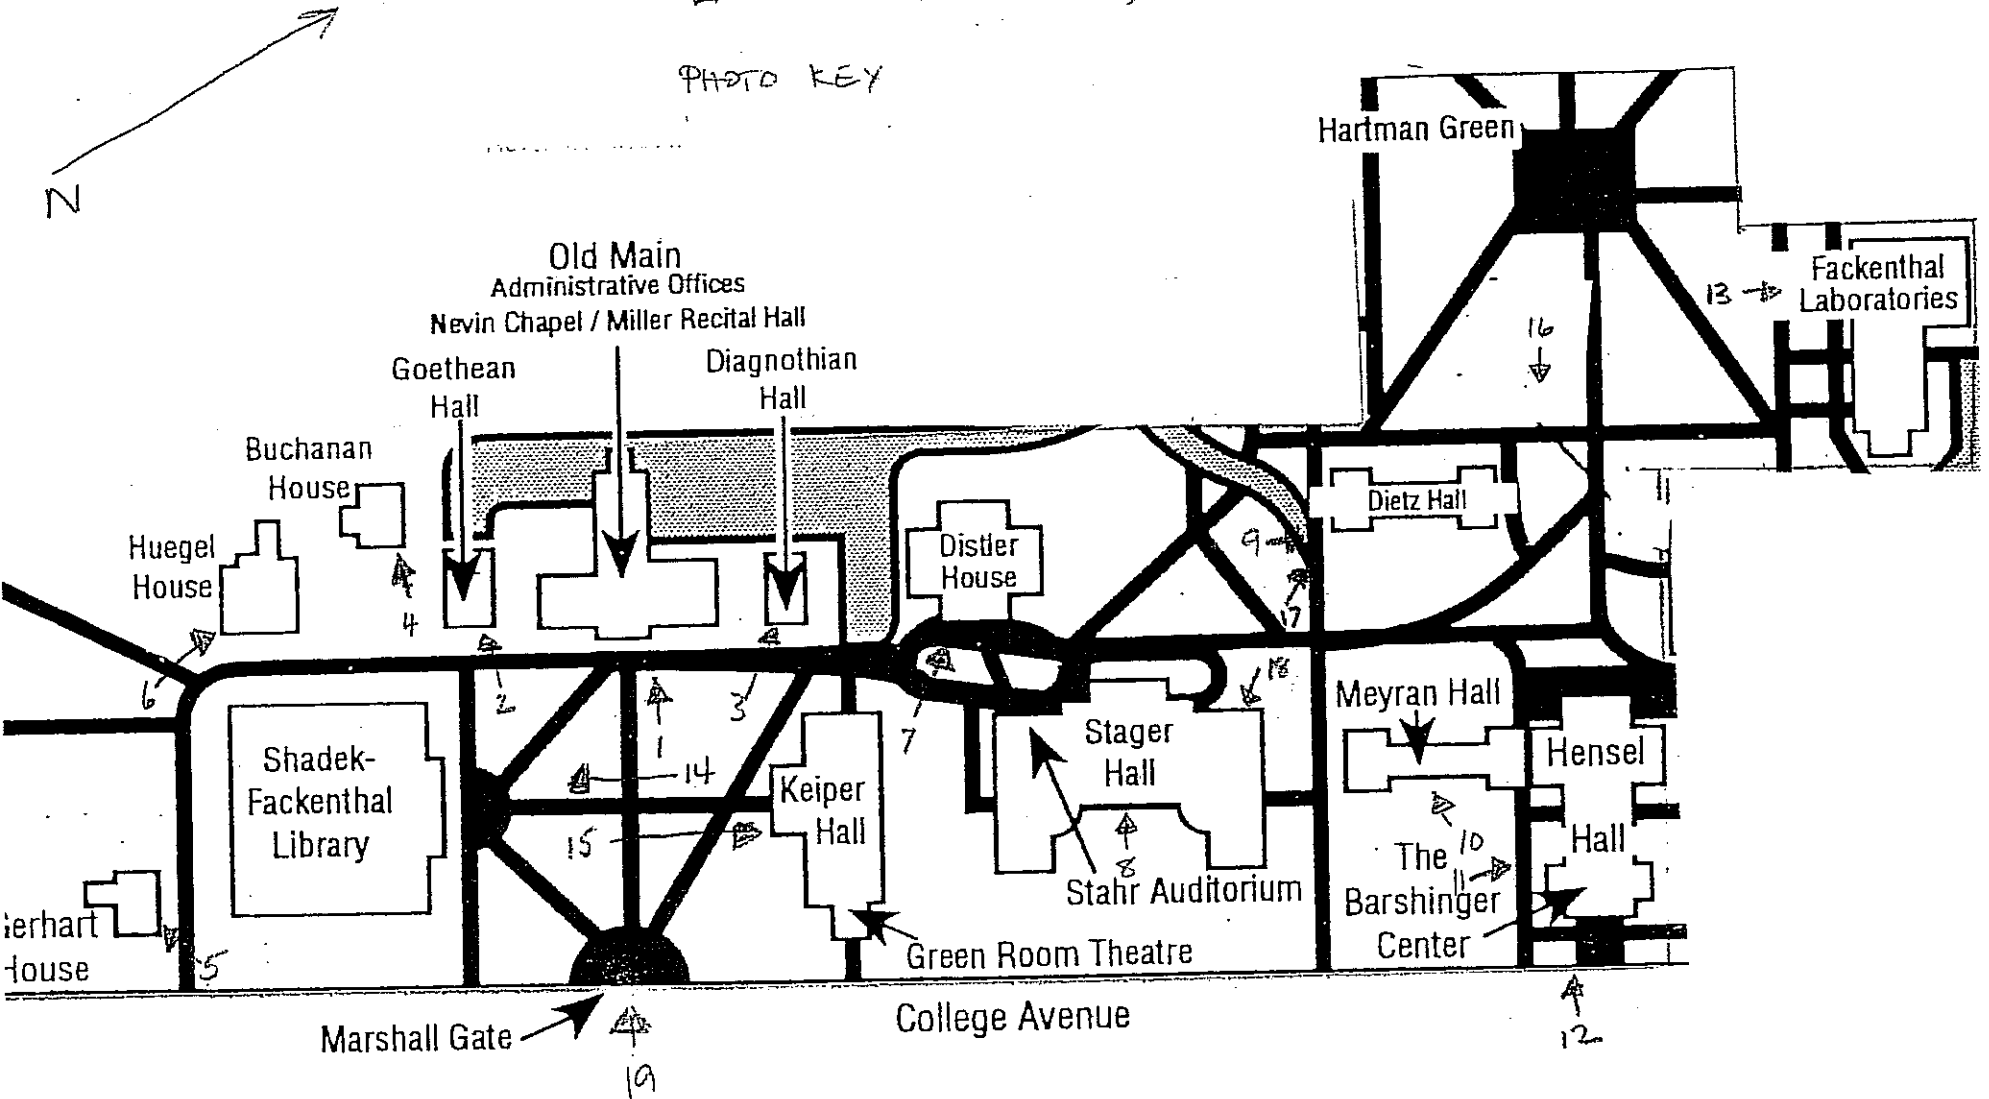 PHOTO KEY
N
Hartman Green
Old Main
Administrative Offices
Nevin Chapel / Miller Recital Hall
Goethean
Hall
Diagnothian
Hall
Fackenthal
Laboratories
13
16
Buchanan
House
Huegel
House
Dietz Hall
Distler
House
9
17
4
6
2
3
1
7
18
Meyran Hall
Shadek-
Fackenthal
Library
14
15
Keiper
Hall
Stager
Hall
8
Hensel
Hall
10
11
The
Barshinger
Center
Stahr Auditorium
Green Room Theatre
erhart
House
5
Marshall Gate
College Avenue
19
12